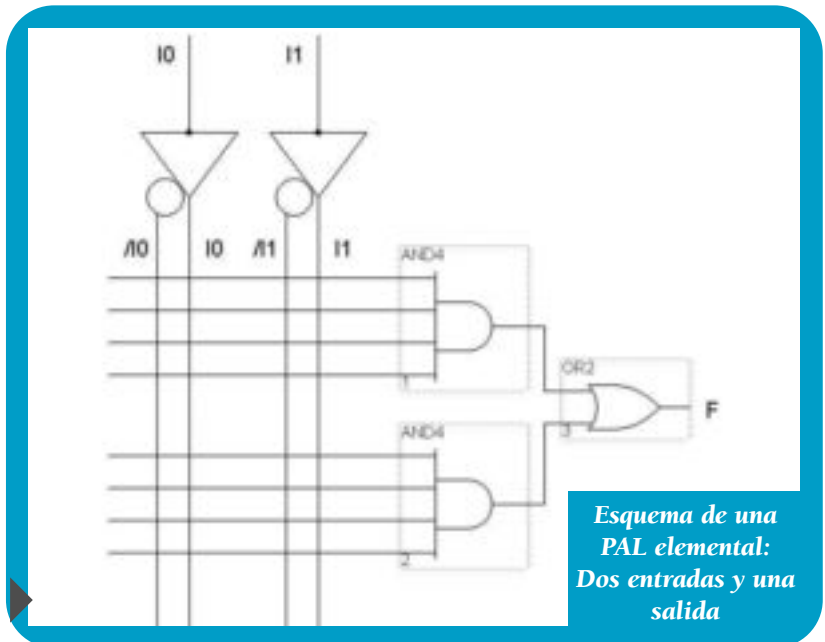 I0 I1
/I0 I0 /I1 I1
AND4
1
OR2
3
F
AND4
2
Esquema de una
PAL elemental:
Dos entradas y una
salida